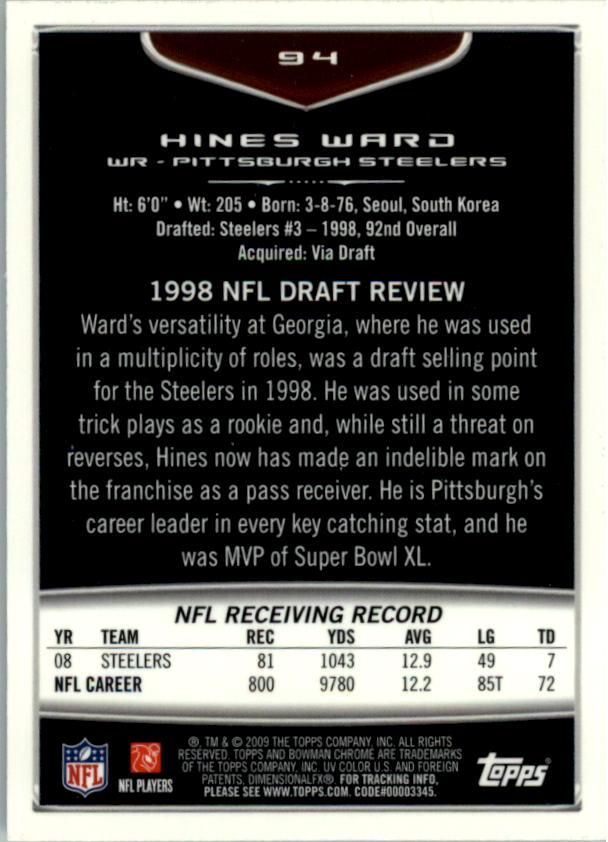 94
HINES WARD
WR - PITTSBURGH STEELERS
Ht: 6'0" • Wt: 205 • Born: 3-8-76, Seoul, South Korea
Drafted: Steelers #3 – 1998, 92nd Overall
Acquired: Via Draft
1998 NFL DRAFT REVIEW
Ward's versatility at Georgia, where he was used
in a multiplicity of roles, was a draft selling point
for the Steelers in 1998. He was used in some
trick plays as a rookie and, while still a threat on
reverses, Hines now has made an indelible mark on
the franchise as a pass receiver. He is Pittsburgh's
career leader in every key catching stat, and he
was MVP of Super Bowl XL.
NFL RECEIVING RECORD
YR TEAM REC YDS AVG LG TD
08 STEELERS 81 1043 12.9 49 7
NFL CAREER 800 9780 12.2 85T 72
®, TM & © 2009 THE TOPPS COMPANY, INC. ALL RIGHTS
RESERVED. TOPPS AND BOWMAN CHROME ARE TRADEMARKS
OF THE TOPPS COMPANY, INC. UV COLOR U.S. AND FOREIGN
PATENTS. DIMENSIONALFX®. FOR TRACKING INFO.
PLEASE SEE WWW.TOPPS.COM. CODE#00003345.
NFL
NFL PLAYERS
topps®